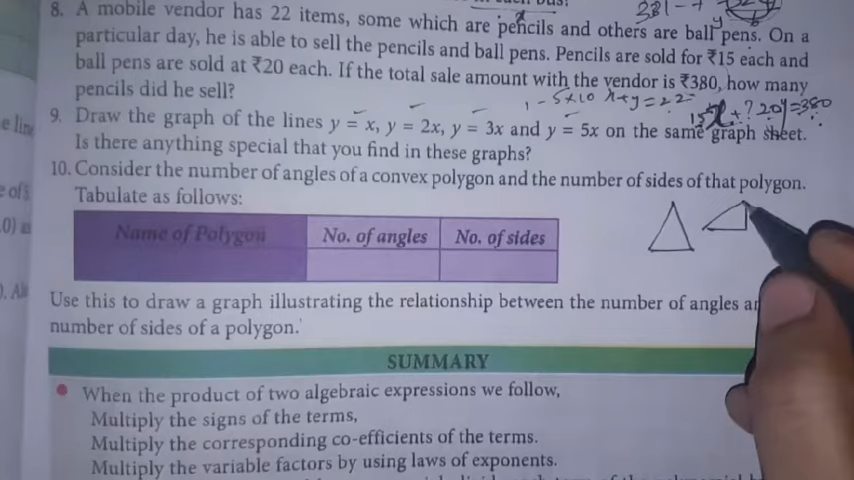 8. A mobile vendor has 22 items, some which are pencils and others are ball pens. On a
particular day, he is able to sell the pencils and ball pens. Pencils are sold for ₹15 each and
ball pens are sold at ₹20 each. If the total sale amount with the vendor is ₹380, how many
pencils did he sell?
x+y=22
20y=380
9. Draw the graph of the lines y = x, y = 2x, y = 3x and y = 5x on the same graph sheet.
Is there anything special that you find in these graphs?
10. Consider the number of angles of a convex polygon and the number of sides of that polygon.
Tabulate as follows:
Name of Polygon No. of angles No. of sides
Use this to draw a graph illustrating the relationship between the number of angles
number of sides of a polygon.
SUMMARY
When the product of two algebraic expressions we follow,
Multiply the signs of the terms,
Multiply the corresponding co-efficients of the terms.
Multiply the variable factors by using laws of exponents.